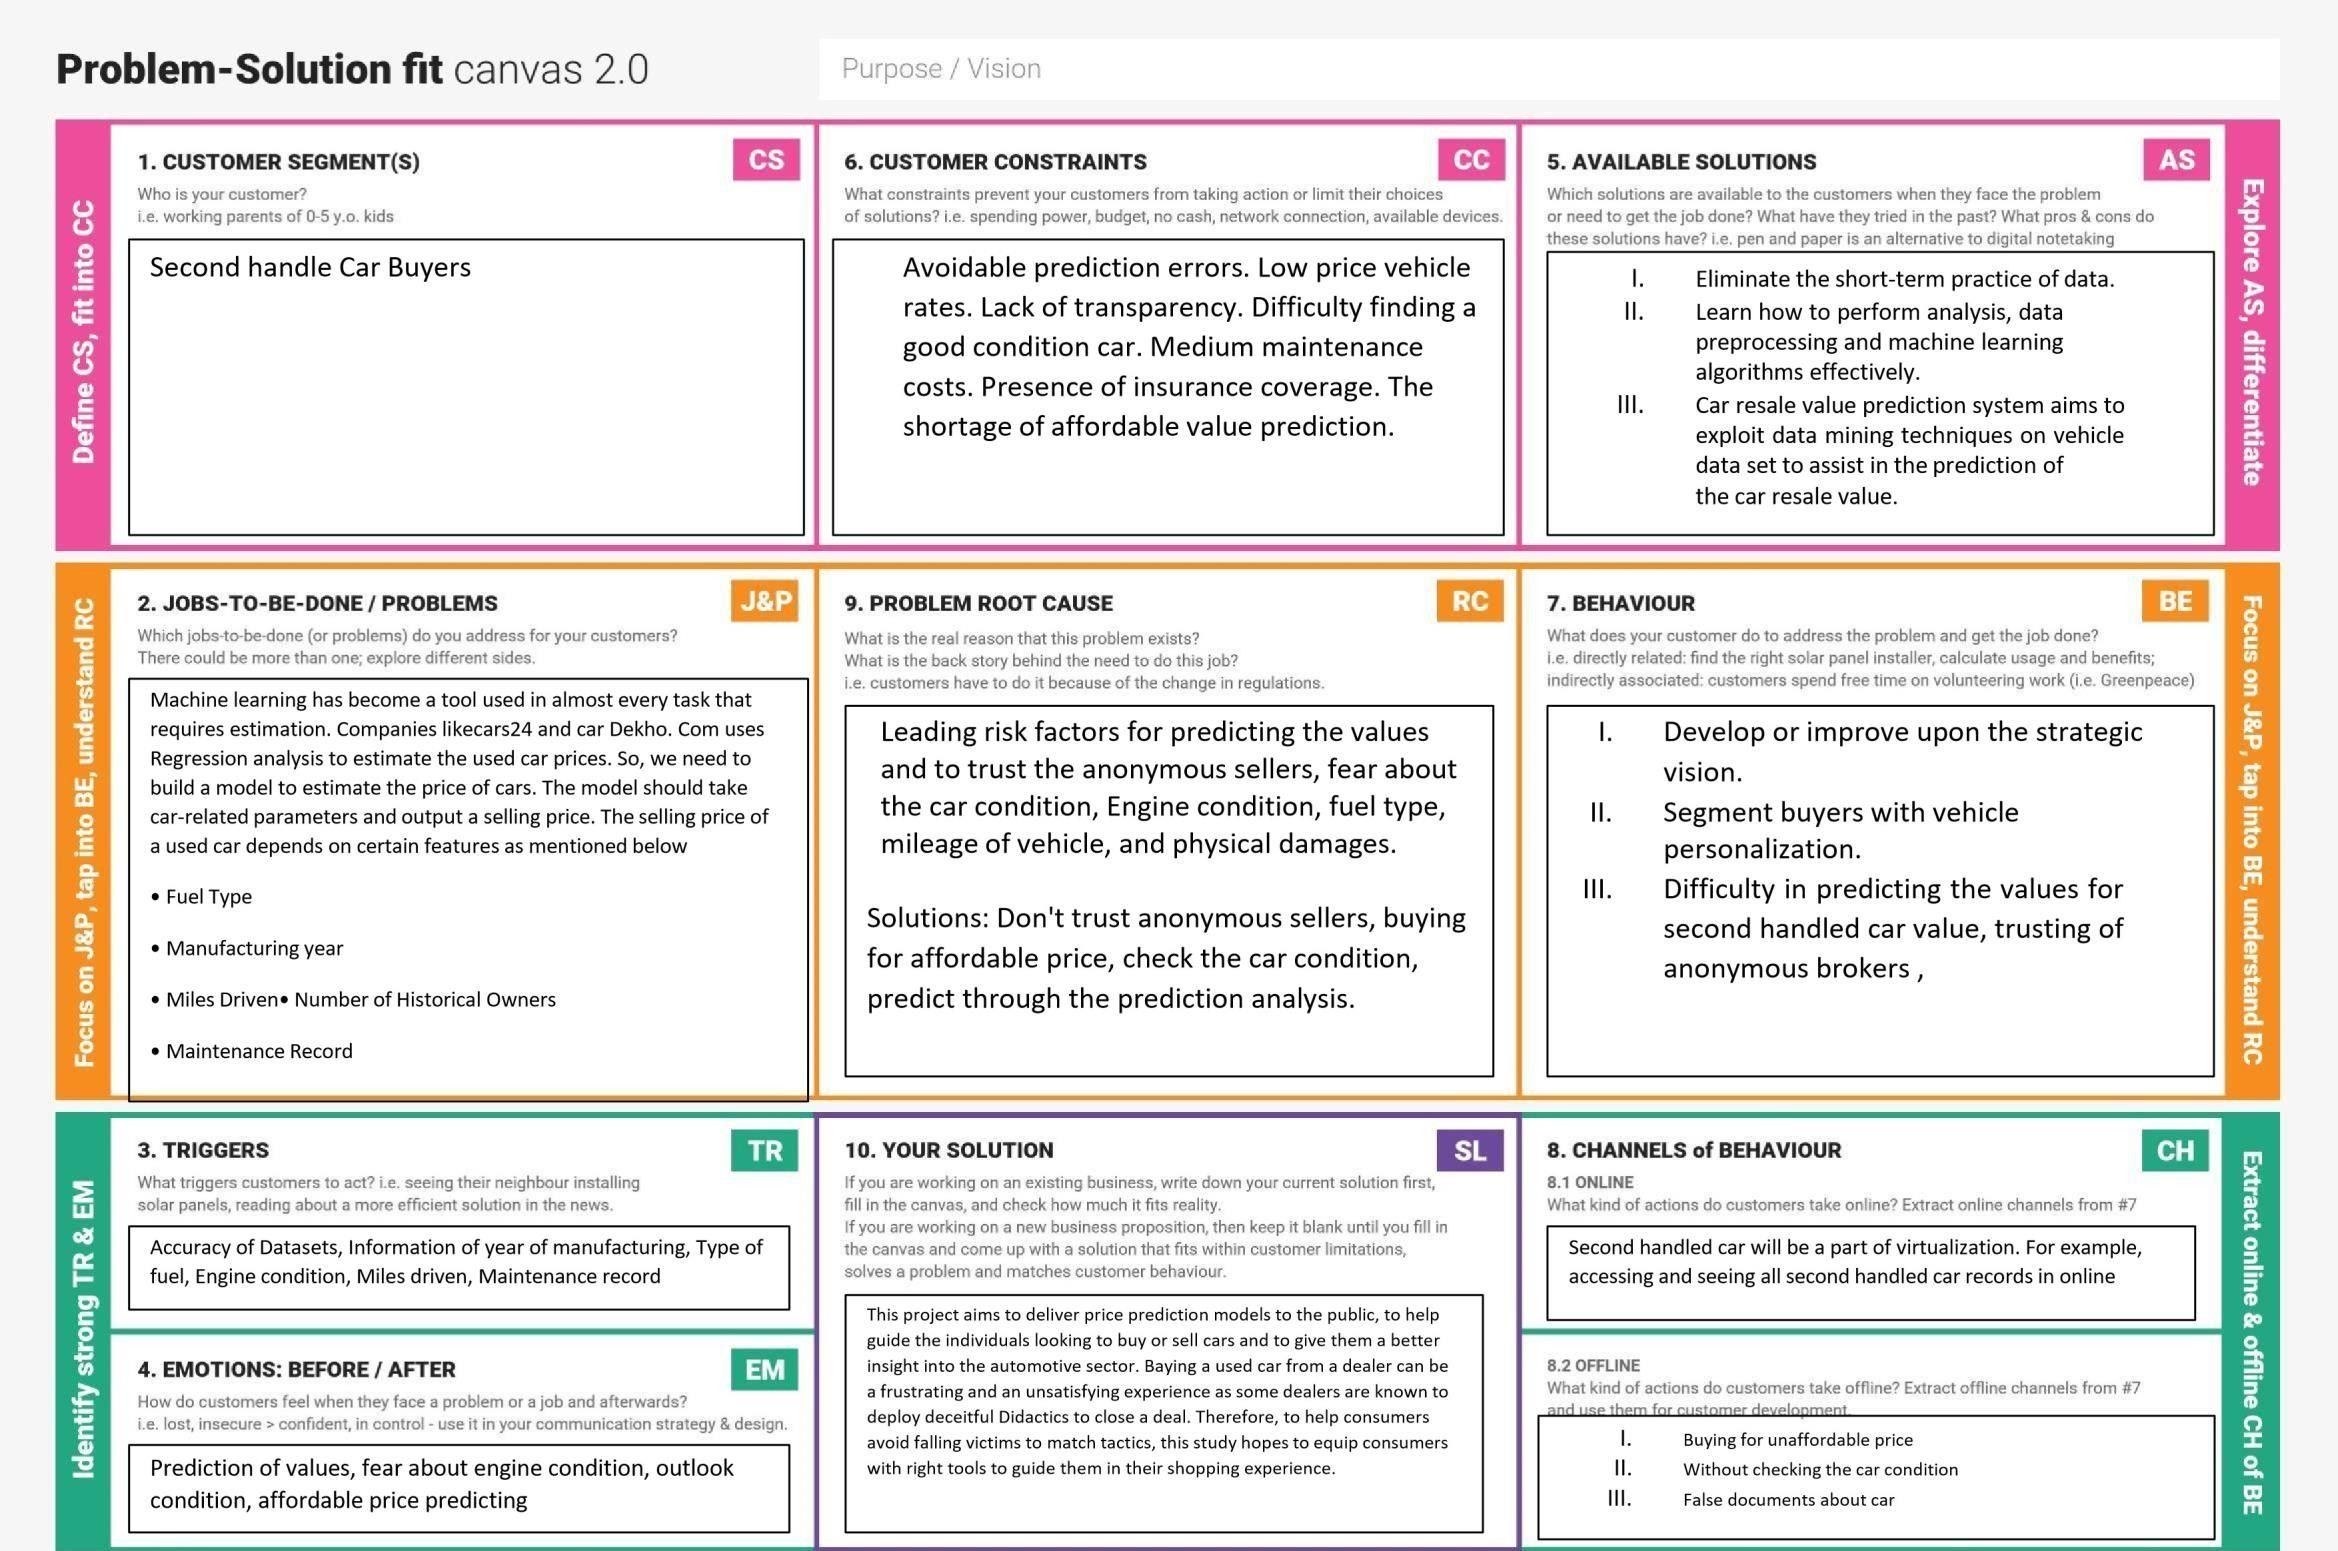 Problem-Solution fit canvas 2.0
Purpose / Vision
Define CS, fit into CC
1. CUSTOMER SEGMENT(S)
CS
Who is your customer?
i.e. working parents of 0-5 y.o. kids
Second handle Car Buyers
6. CUSTOMER CONSTRAINTS
CC
What constraints prevent your customers from taking action or limit their choices
of solutions? i.e. spending power, budget, no cash, network connection, available devices.
Avoidable prediction errors. Low price vehicle
rates. Lack of transparency. Difficulty finding a
good condition car. Medium maintenance
costs. Presence of insurance coverage. The
shortage of affordable value prediction.
5. AVAILABLE SOLUTIONS
AS
Which solutions are available to the customers when they face the problem
or need to get the job done? What have they tried in the past? What pros & cons do
these solutions have? i.e. pen and paper is an alternative to digital notetaking
I. Eliminate the short-term practice of data.
II. Learn how to perform analysis, data
preprocessing and machine learning
algorithms effectively.
III. Car resale value prediction system aims to
exploit data mining techniques on vehicle
data set to assist in the prediction of
the car resale value.
Explore AS, differentiate
Focus on J&P, tap into BE, understand RC
2. JOBS-TO-BE-DONE / PROBLEMS
J&P
Which jobs-to-be-done (or problems) do you address for your customers?
There could be more than one; explore different sides.
Machine learning has become a tool used in almost every task that
requires estimation. Companies likecars24 and car Dekho. Com uses
Regression analysis to estimate the used car prices. So, we need to
build a model to estimate the price of cars. The model should take
car-related parameters and output a selling price. The selling price of
a used car depends on certain features as mentioned below
• Fuel Type
• Manufacturing year
• Miles Driven• Number of Historical Owners
• Maintenance Record
9. PROBLEM ROOT CAUSE
RC
What is the real reason that this problem exists?
What is the back story behind the need to do this job?
i.e. customers have to do it because of the change in regulations.
Leading risk factors for predicting the values
and to trust the anonymous sellers, fear about
the car condition, Engine condition, fuel type,
mileage of vehicle, and physical damages.
Solutions: Don't trust anonymous sellers, buying
for affordable price, check the car condition,
predict through the prediction analysis.
7. BEHAVIOUR
BE
What does your customer do to address the problem and get the job done?
i.e. directly related: find the right solar panel installer, calculate usage and benefits;
indirectly associated: customers spend free time on volunteering work (i.e. Greenpeace)
I. Develop or improve upon the strategic
vision.
II. Segment buyers with vehicle
personalization.
III. Difficulty in predicting the values for
second handled car value, trusting of
anonymous brokers ,
Focus on J&P, tap into BE, understand RC
Identify strong TR & EM
3. TRIGGERS
TR
What triggers customers to act? i.e. seeing their neighbour installing
solar panels, reading about a more efficient solution in the news.
Accuracy of Datasets, Information of year of manufacturing, Type of
fuel, Engine condition, Miles driven, Maintenance record
4. EMOTIONS: BEFORE / AFTER
EM
How do customers feel when they face a problem or a job and afterwards?
i.e. lost, insecure > confident, in control - use it in your communication strategy & design.
Prediction of values, fear about engine condition, outlook
condition, affordable price predicting
10. YOUR SOLUTION
SL
If you are working on an existing business, write down your current solution first,
fill in the canvas, and check how much it fits reality.
If you are working on a new business proposition, then keep it blank until you fill in
the canvas and come up with a solution that fits within customer limitations,
solves a problem and matches customer behaviour.
This project aims to deliver price prediction models to the public, to help
guide the individuals looking to buy or sell cars and to give them a better
insight into the automotive sector. Baying a used car from a dealer can be
a frustrating and an unsatisfying experience as some dealers are known to
deploy deceitful Didactics to close a deal. Therefore, to help consumers
avoid falling victims to match tactics, this study hopes to equip consumers
with right tools to guide them in their shopping experience.
8. CHANNELS of BEHAVIOUR
CH
8.1 ONLINE
What kind of actions do customers take online? Extract online channels from #7
Second handled car will be a part of virtualization. For example,
accessing and seeing all second handled car records in online
8.2 OFFLINE
What kind of actions do customers take offline? Extract offline channels from #7
and use them for customer development.
I. Buying for unaffordable price
II. Without checking the car condition
III. False documents about car
Extract online & offline CH of BE